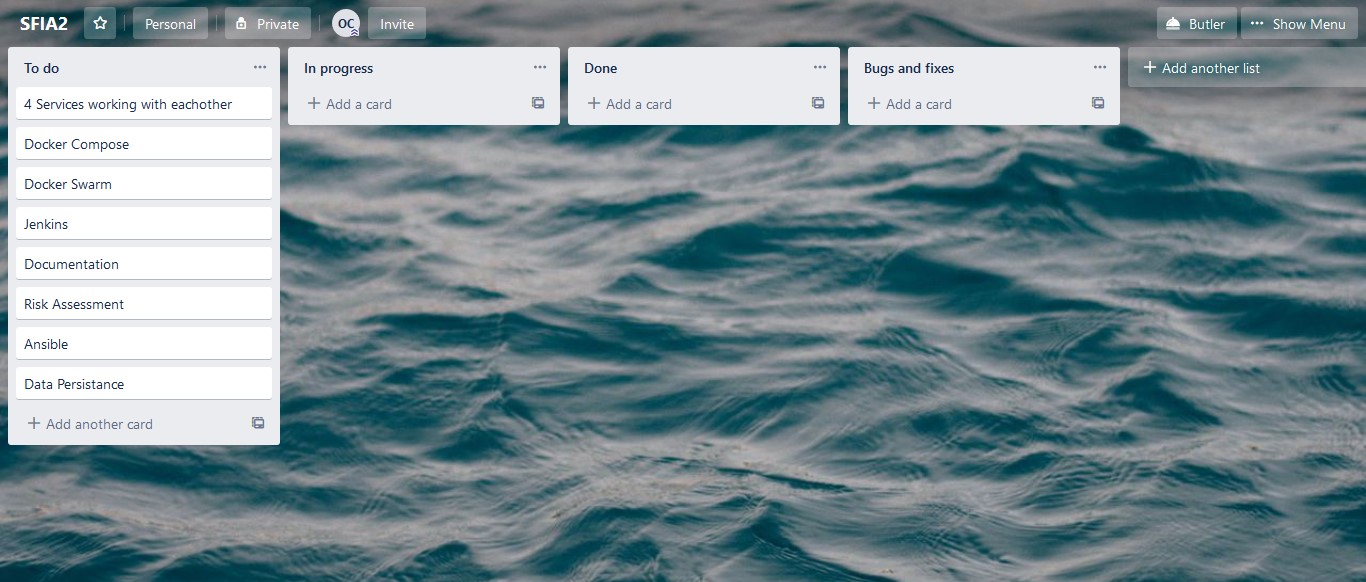 SFIA2 Personal Private OC Invite Butler Show Menu
To do
4 Services working with eachother
Docker Compose
Docker Swarm
Jenkins
Documentation
Risk Assessment
Ansible
Data Persistance
Add another card
In progress
Add a card
Done
Add a card
Bugs and fixes
Add a card
Add another list